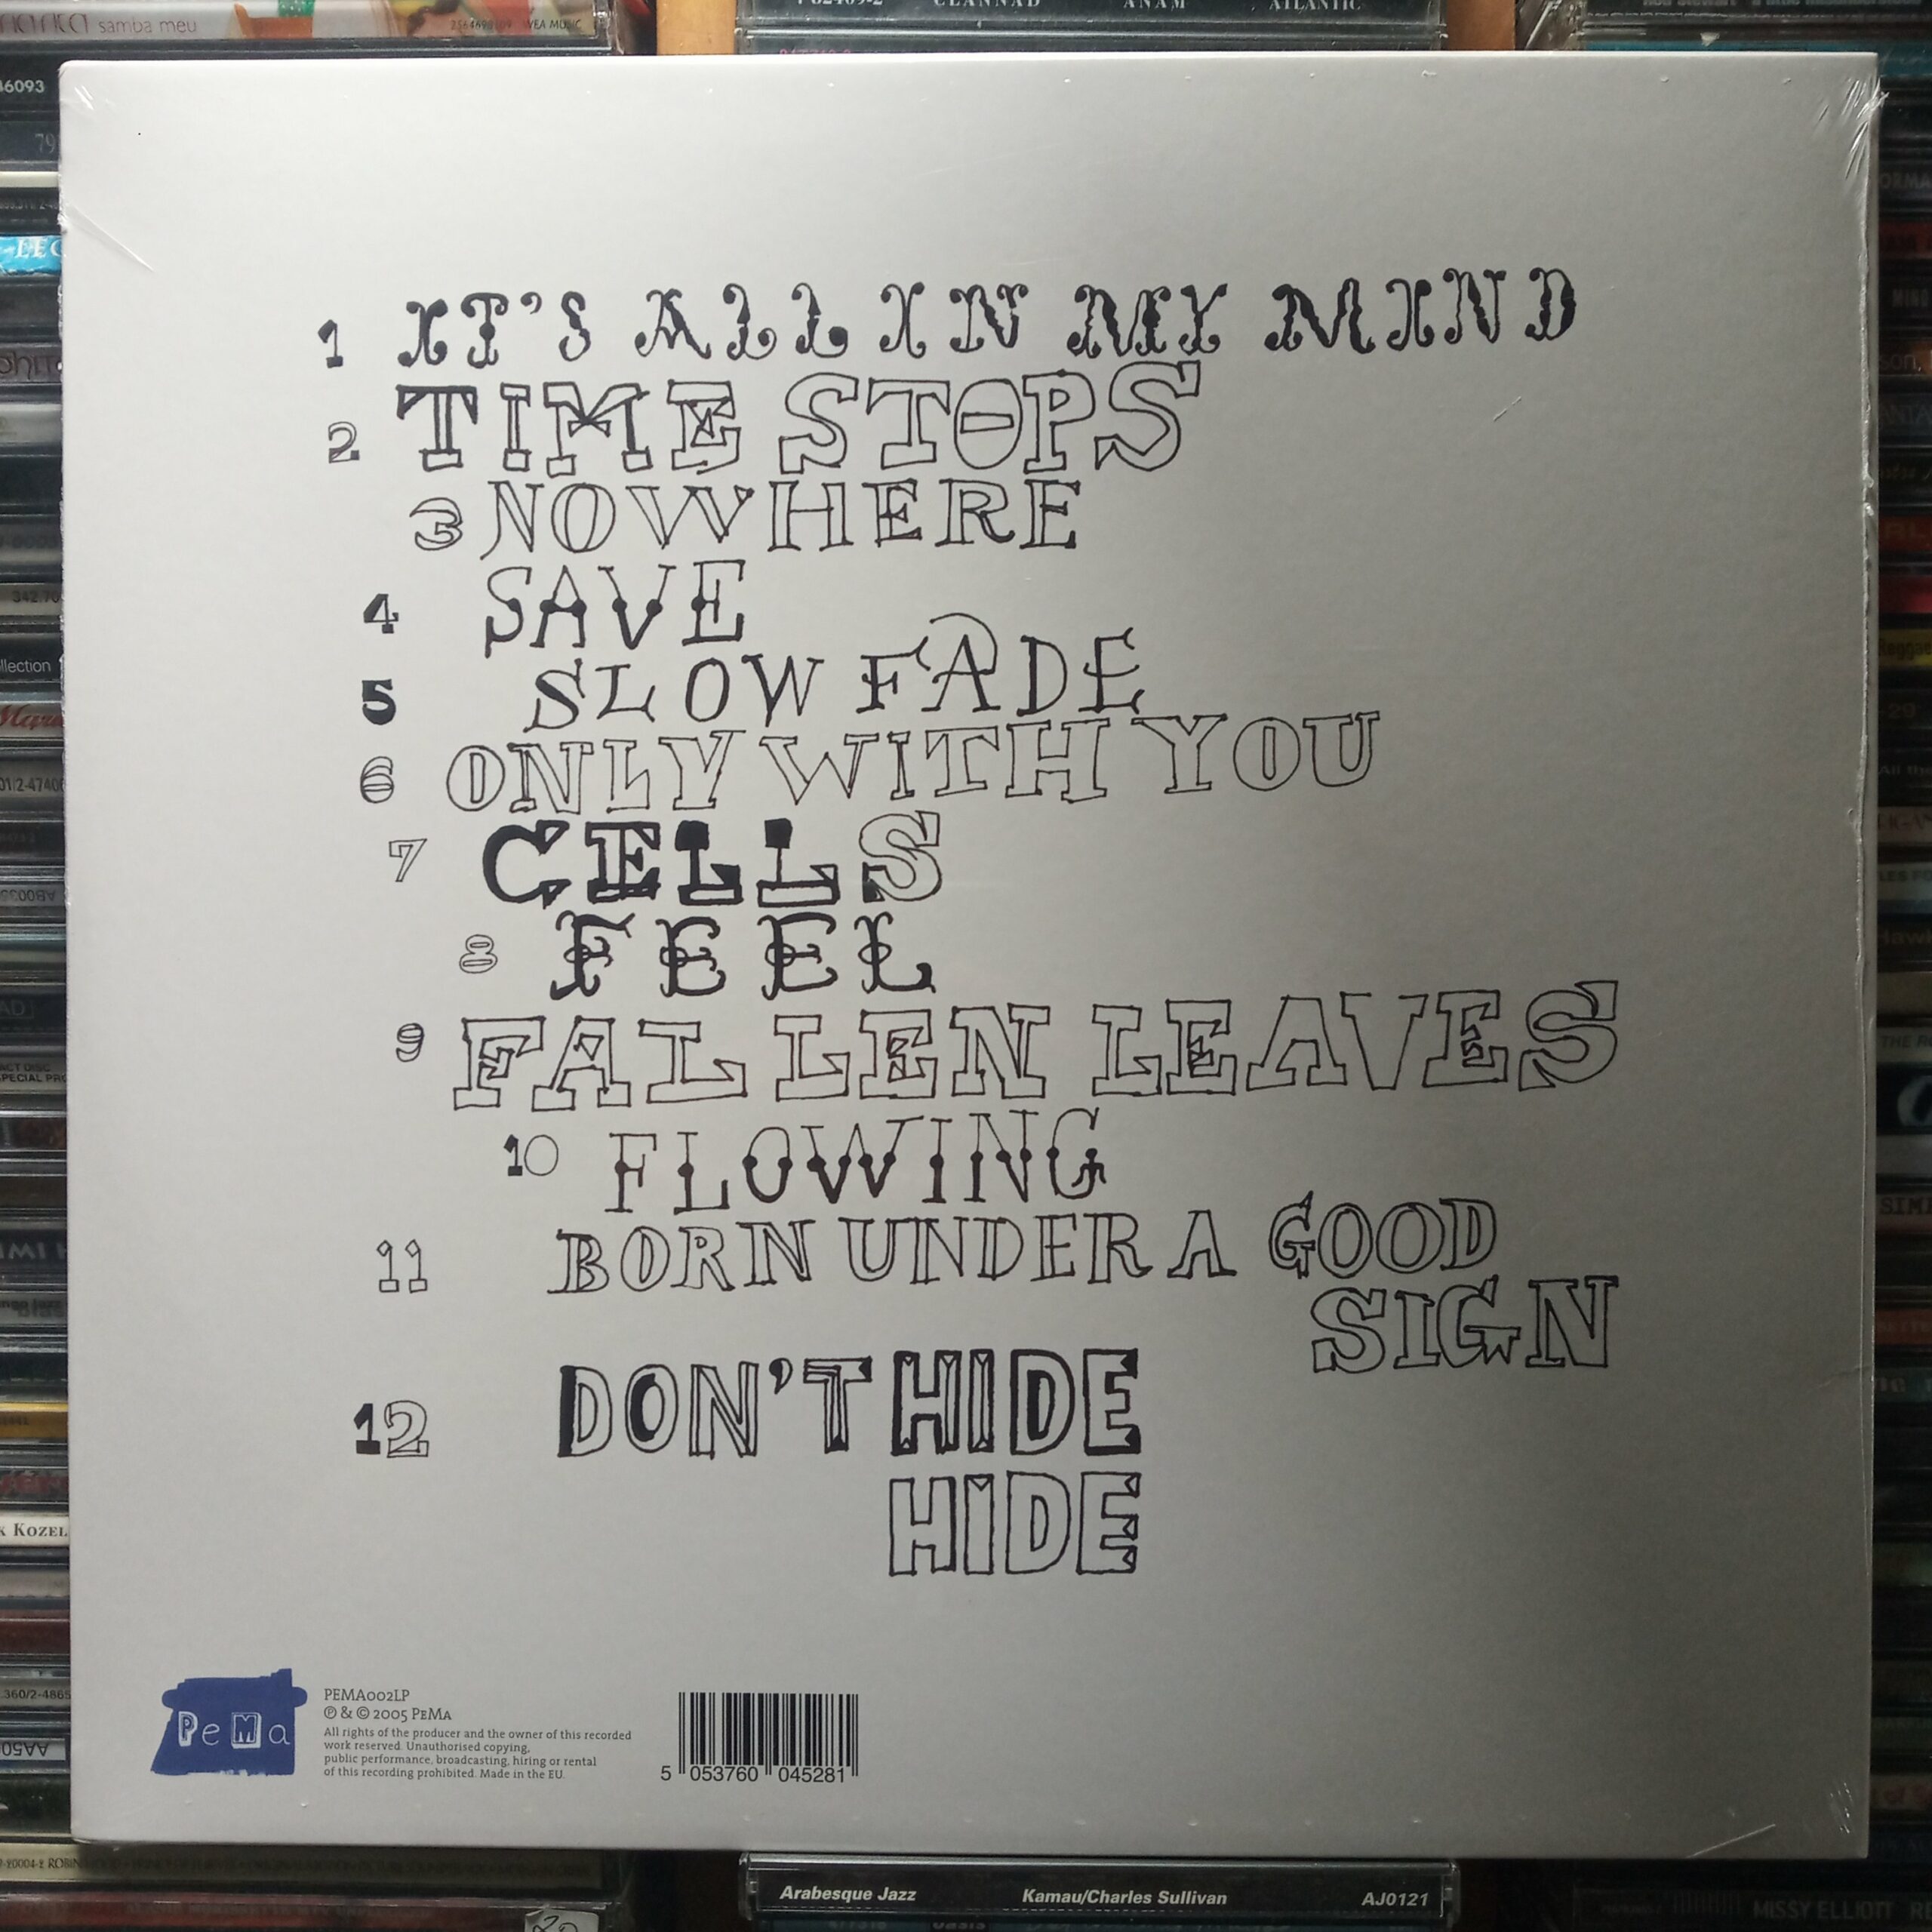 samba meu
2564698109 WEA MUSIC
CLANNAD ANAM ATLANTIC
46093
1 IT'S ALL IN MY MIND
2 TIME STOPS
3 NOWHERE
4 SAVE
5 SLOW FADE
6 ONLY WITH YOU
7 CELLS
8 FEEL
9 FALLEN LEAVES
10 FLOWING
11 BORN UNDER A GOOD
SIGN
12 DON'T HIDE
HIDE
PeMa
PEMA002LP
℗ & © 2005 PeMa
All rights of the producer and the owner of this recorded
work reserved. Unauthorised copying,
public performance, broadcasting, hiring or rental
of this recording prohibited. Made in the EU.
5 053760 045281
K KOZEL
Arabesque Jazz Kamau/Charles Sullivan AJ0121
MISSY ELLIOTT